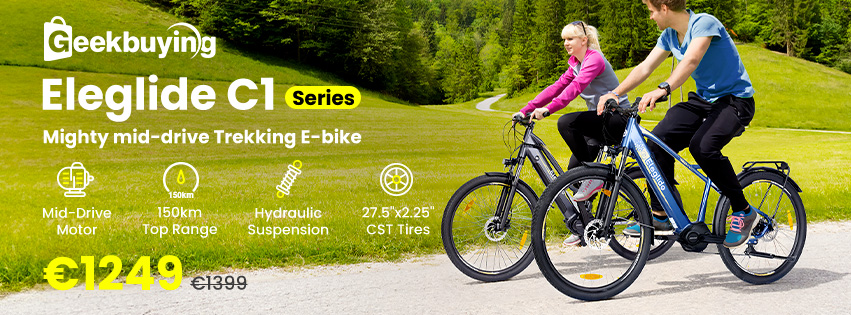 Geekbuying
Eleglide C1 Series
Mighty mid-drive Trekking E-bike
150km
Mid-Drive
Motor
150km
Top Range
Hydraulic
Suspension
27.5"x2.25"
CST Tires
€1249 €1399
Eleglide